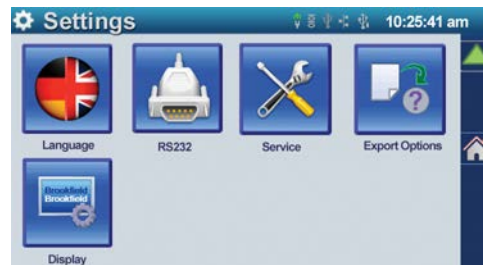 Settings 10:25:41 am
Language RS232 Service Export Options
Brookfield
Brookfield
Display